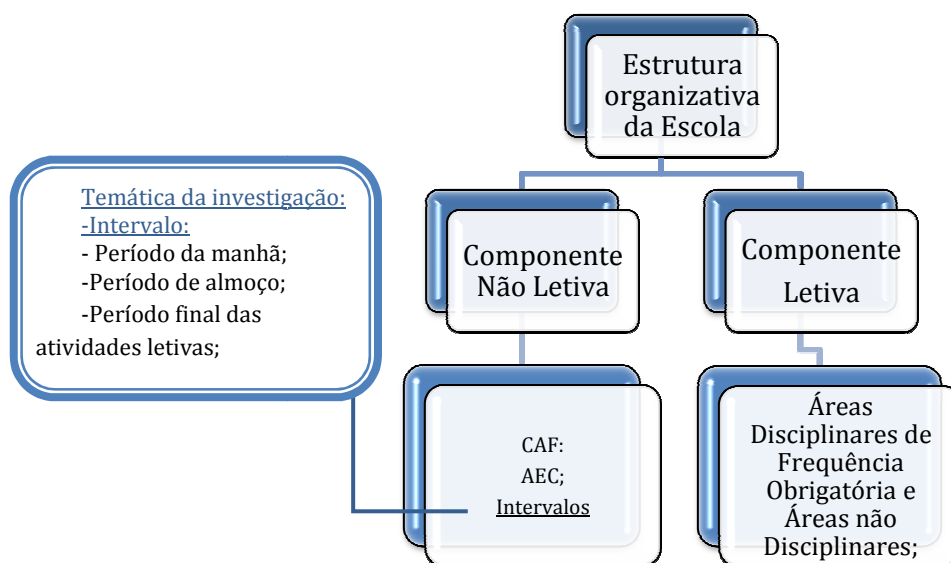 Estrutura
organizativa
da Escola
Temática da investigação:
-Intervalo:
- Período da manhã;
-Período de almoço;
-Período final das
atividades letivas;
Componente
Não Letiva
Componente
Letiva
CAF:
AEC;
Intervalos
Áreas
Disciplinares de
Frequência
Obrigatória e
Áreas não
Disciplinares;